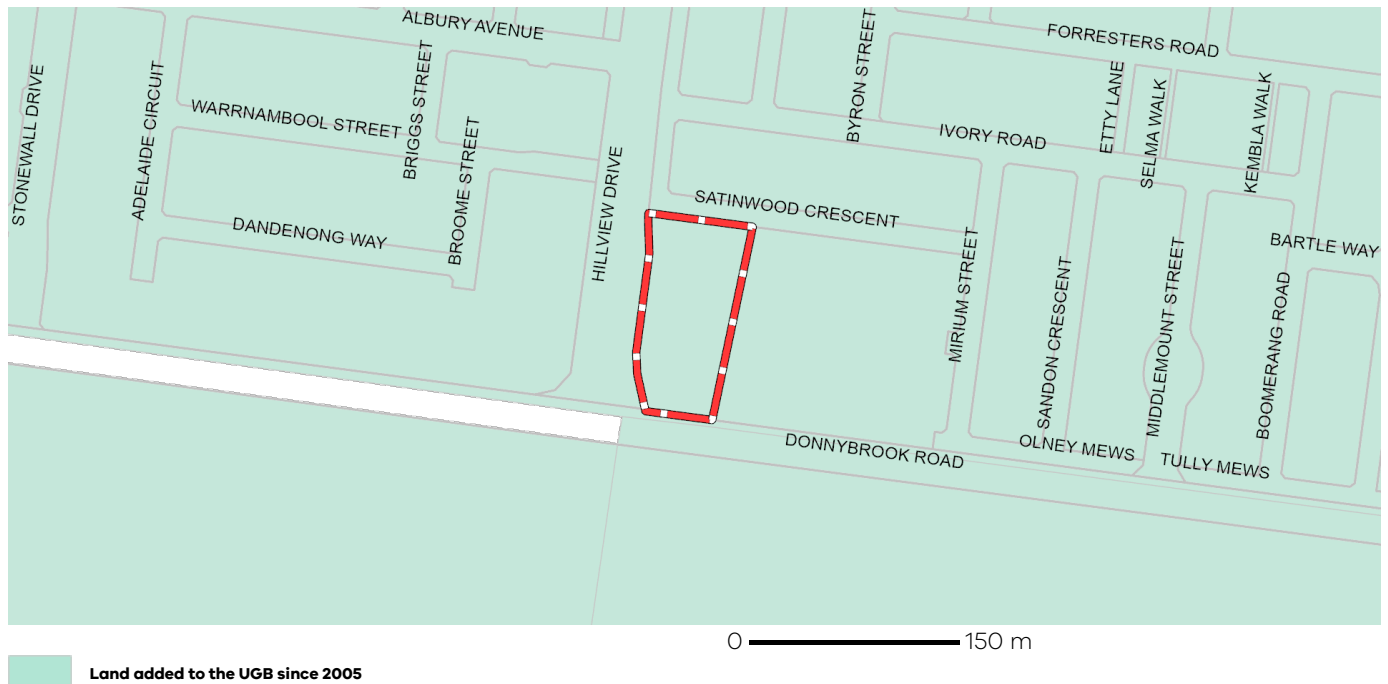 ALBURY AVENUE
FORRESTERS ROAD
STONEWALL DRIVE
ADELAIDE CIRCUIT
BRIGGS STREET
BYRON STREET
ETTY LANE
SELMA WALK
KEMBLA WALK
WARRNAMBOOL STREET
BROOME STREET
IVORY ROAD
HILLVIEW DRIVE
SATINWOOD CRESCENT
DANDENONG WAY
MIRIUM STREET
SANDON CRESCENT
MIDDLEMOUNT STREET
BOOMERANG ROAD
BARTLE WAY
DONNYBROOK ROAD
OLNEY MEWS
TULLY MEWS
0 150 m
Land added to the UGB since 2005